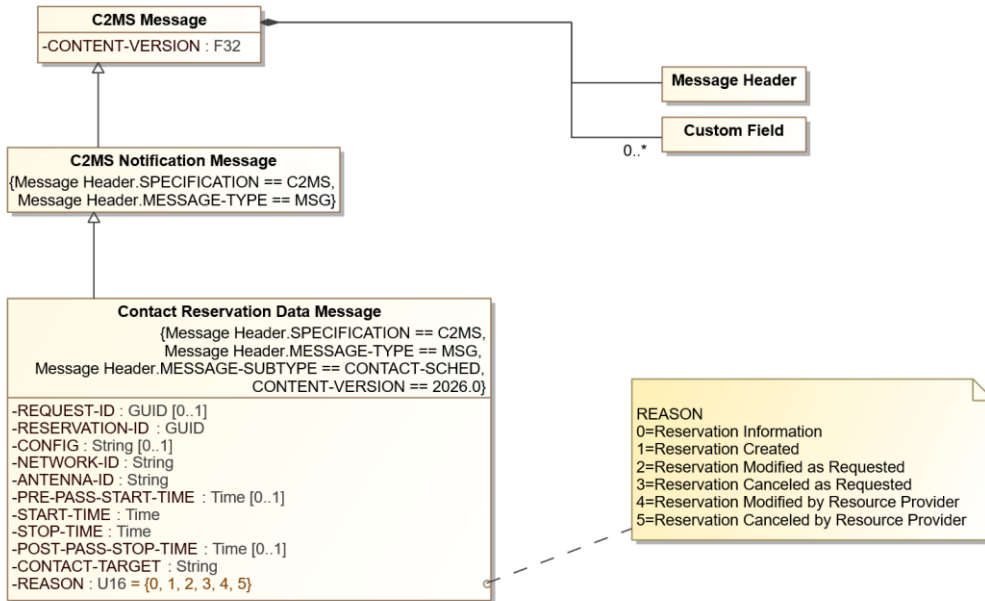 C2MS Message
-CONTENT-VERSION : F32
Message Header
Custom Field
0..*
C2MS Notification Message
{Message Header.SPECIFICATION == C2MS,
Message Header.MESSAGE-TYPE == MSG}
Contact Reservation Data Message
{Message Header.SPECIFICATION == C2MS,
Message Header.MESSAGE-TYPE == MSG,
Message Header.MESSAGE-SUBTYPE == CONTACT-SCHED,
CONTENT-VERSION == 2026.0}
-REQUEST-ID : GUID [0..1]
-RESERVATION-ID : GUID
-CONFIG : String [0..1]
-NETWORK-ID : String
-ANTENNA-ID : String
-PRE-PASS-START-TIME : Time [0..1]
-START-TIME : Time
-STOP-TIME : Time
-POST-PASS-STOP-TIME : Time [0..1]
-CONTACT-TARGET : String
-REASON : U16 = {0, 1, 2, 3, 4, 5}
REASON
0=Reservation Information
1=Reservation Created
2=Reservation Modified as Requested
3=Reservation Canceled as Requested
4=Reservation Modified by Resource Provider
5=Reservation Canceled by Resource Provider